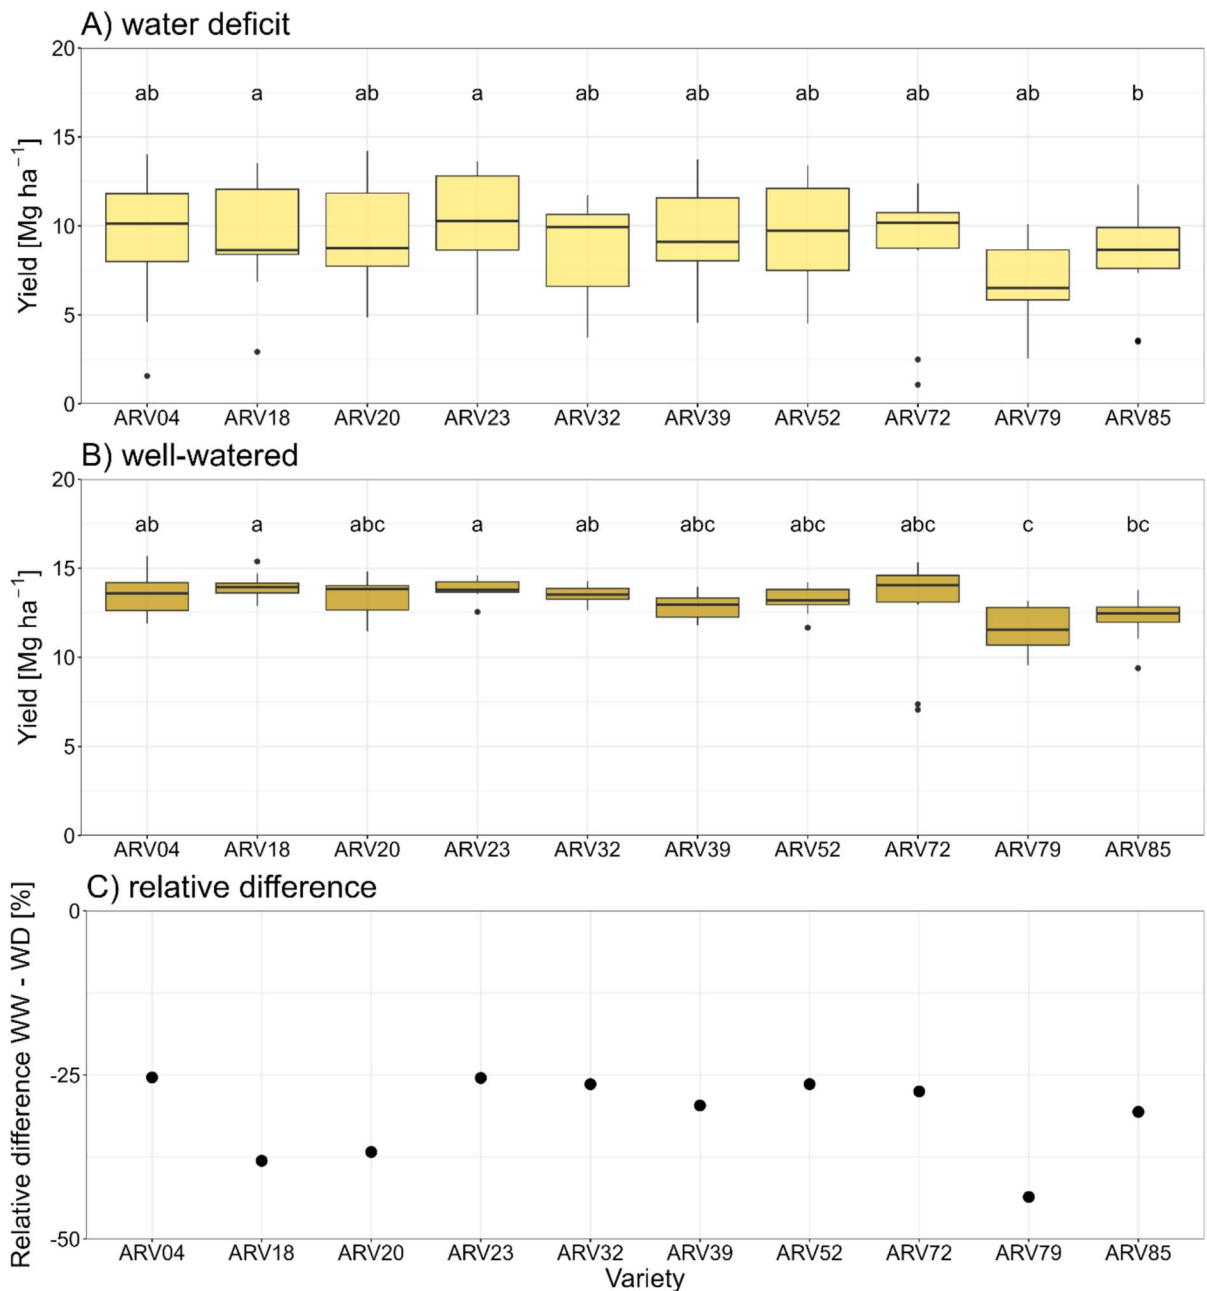 A) water deficit
20
ab a ab a ab ab ab ab ab b
15
Yield [Mg ha⁻¹]
10
5
0
ARV04 ARV18 ARV20 ARV23 ARV32 ARV39 ARV52 ARV72 ARV79 ARV85
B) well-watered
20
ab a abc a ab abc abc abc c bc
15
Yield [Mg ha⁻¹]
10
5
0
ARV04 ARV18 ARV20 ARV23 ARV32 ARV39 ARV52 ARV72 ARV79 ARV85
C) relative difference
Relative difference WW - WD [%]
0
-25
-50
ARV04 ARV18 ARV20 ARV23 ARV32 ARV39 ARV52 ARV72 ARV79 ARV85
Variety